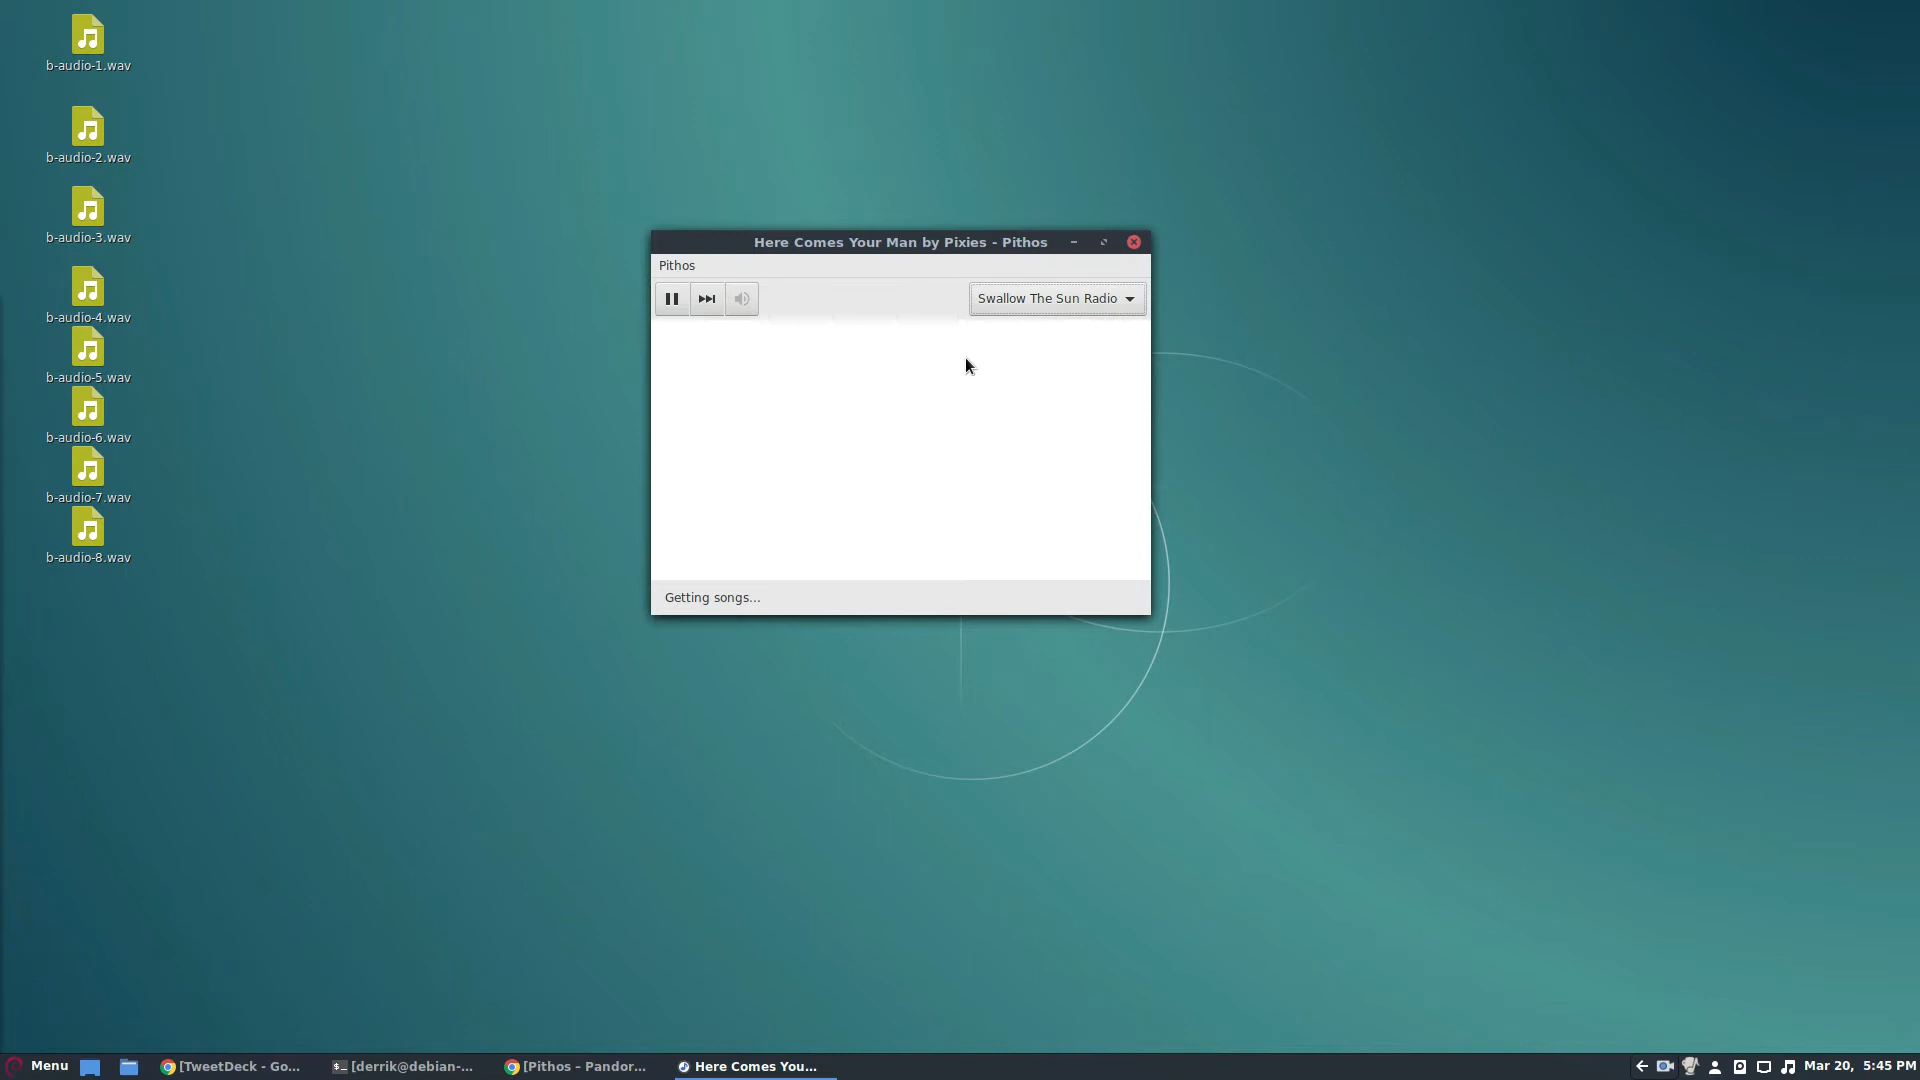 b-audio-1.wav
b-audio-2.wav
b-audio-3.wav
b-audio-4.wav
b-audio-5.wav
b-audio-6.wav
b-audio-7.wav
b-audio-8.wav
Here Comes Your Man by Pixies - Pithos
Pithos
Swallow The Sun Radio
Getting songs...
Menu
[TweetDeck - Go...
[derrik@debian-...
[Pithos – Pandor...
Here Comes You...
Mar 20, 5:45 PM